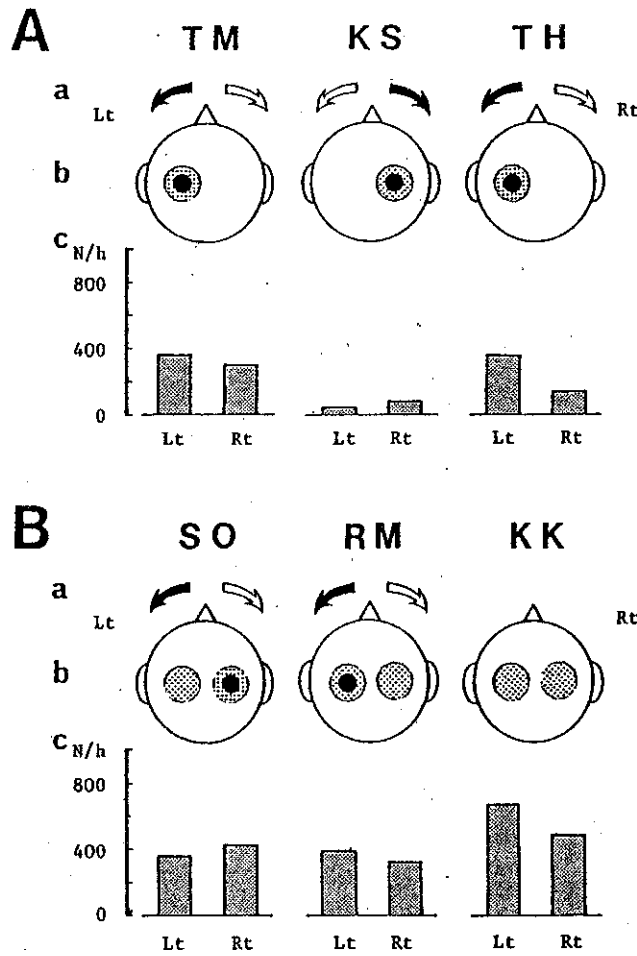 A
TM KS TH
a
Lt Rt
b
c
N/h
800
400
0
Lt Rt Lt Rt Lt Rt
B
SO RM KK
a
Lt Rt
b
c
N/h
800
400
0
Lt Rt Lt Rt Lt Rt